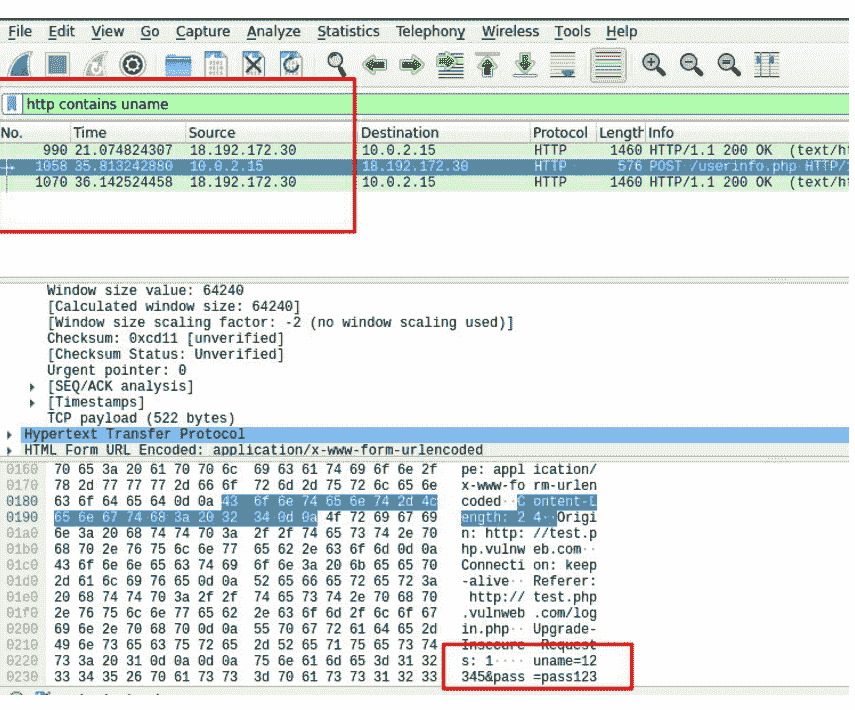 File Edit View Go Capture Analyze Statistics Telephony Wireless Tools Help
http contains uname
No. Time Source Destination Protocol Length Info
990 21.074824307 18.192.172.30 10.0.2.15 HTTP 1460 HTTP/1.1 200 OK (text/ht
1058 35.813242880 10.0.2.15 18.192.172.30 HTTP 576 POST /userinfo.php HTTP/1
1070 36.142524458 18.192.172.30 10.0.2.15 HTTP 1460 HTTP/1.1 200 OK (text/ht
Window size value: 64240
[Calculated window size: 64240]
[Window size scaling factor: -2 (no window scaling used)]
Checksum: 0xcd11 [unverified]
[Checksum Status: Unverified]
Urgent pointer: 0
[SEQ/ACK analysis]
[Timestamps]
TCP payload (522 bytes)
Hypertext Transfer Protocol
HTML Form URL Encoded: application/x-www-form-urlencoded
0160 70 65 3a 20 61 70 70 6c 69 63 61 74 69 6f 6e 2f pe: appl ication/
0170 78 2d 77 77 77 2d 66 6f 72 6d 2d 75 72 6c 65 6e x-www-fo rm-urlen
0180 63 6f 64 65 64 0d 0a 43 6f 6e 74 65 6e 74 2d 4c coded··C ontent-L
0190 65 6e 67 74 68 3a 20 32 34 0d 0a 4f 72 69 67 69 ength: 2 4··Origi
01a0 6e 3a 20 68 74 74 70 3a 2f 2f 74 65 73 74 2e 70 n: http: //test.p
01b0 68 70 2e 76 75 6c 6e 77 65 62 2e 63 6f 6d 0d 0a hp.vulnw eb.com··
01c0 43 6f 6e 6e 65 63 74 69 6f 6e 3a 20 6b 65 65 70 Connecti on: keep
01d0 2d 61 6c 69 76 65 0d 0a 52 65 66 65 72 65 72 3a -alive·· Referer:
01e0 20 68 74 74 70 3a 2f 2f 74 65 73 74 2e 70 68 70 http:// test.php
01f0 2e 76 75 6c 6e 77 65 62 2e 63 6f 6d 2f 6c 6f 67 .vulnweb .com/log
0200 69 6e 2e 70 68 70 0d 0a 55 70 67 72 61 64 65 2d in.php·· Upgrade-
0210 49 6e 73 65 63 75 72 65 2d 52 65 71 75 65 73 74 Insecure -Request
0220 73 3a 20 31 0d 0a 0d 0a 75 6e 61 6d 65 3d 31 32 s: 1···· uname=12
0230 33 34 35 26 70 61 73 73 3d 70 61 73 73 31 32 33 345&pass =pass123